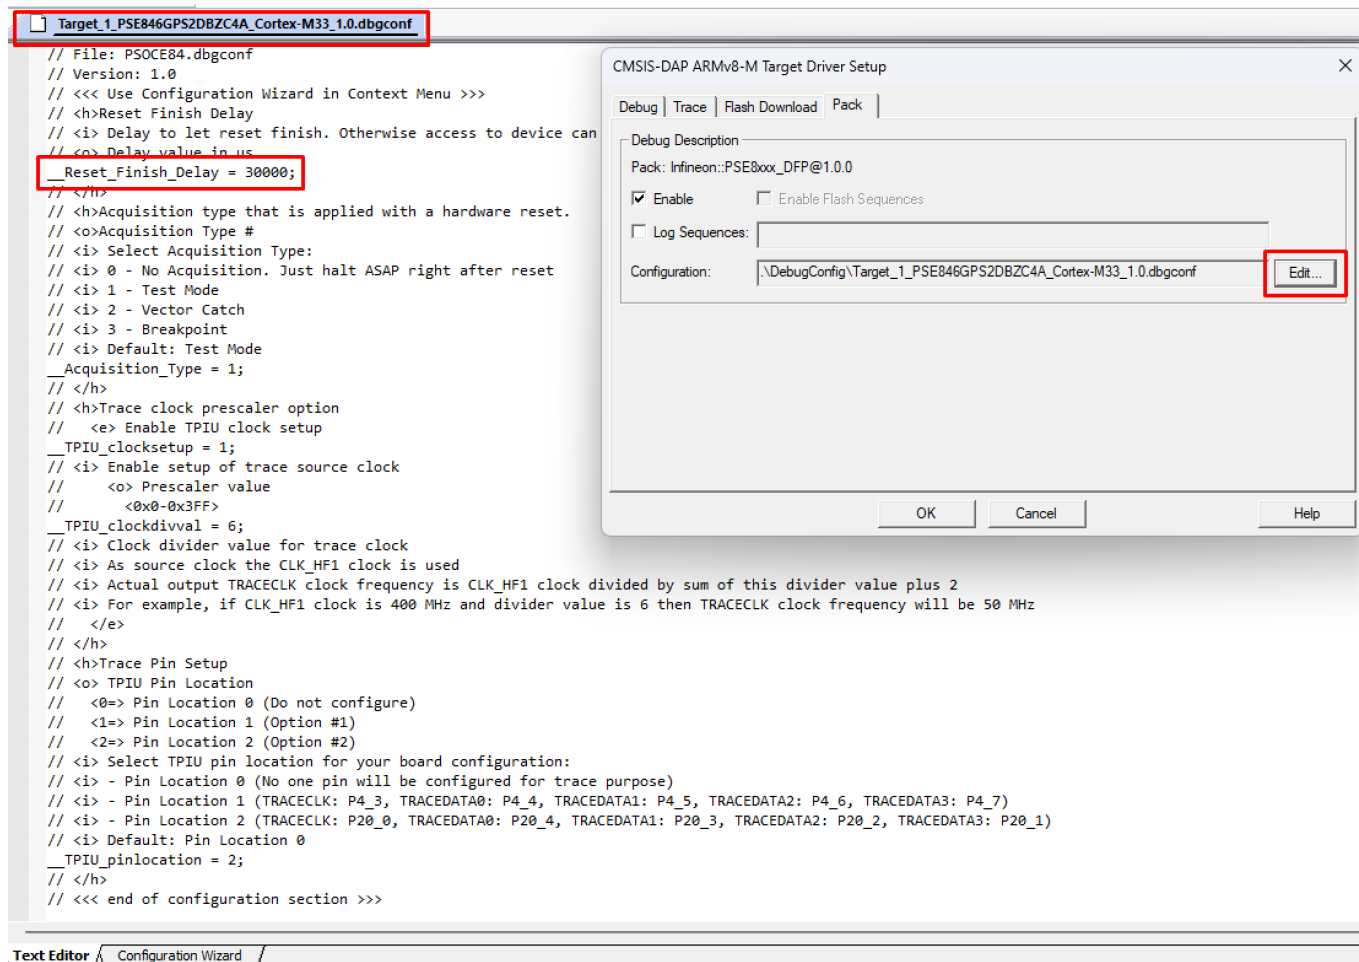 Target_1_PSE846GPS2DBZC4A_Cortex-M33_1.0.dbgconf
// File: PSOCE84.dbgconf
// Version: 1.0
// <<< Use Configuration Wizard in Context Menu >>>
// <h>Reset Finish Delay
// <i> Delay to let reset finish. Otherwise access to device can
// <o> Delay value in us
__Reset_Finish_Delay = 30000;
// </h>
// <h>Acquisition type that is applied with a hardware reset.
// <o>Acquisition Type #
// <i> Select Acquisition Type:
// <i> 0 - No Acquisition. Just halt ASAP right after reset
// <i> 1 - Test Mode
// <i> 2 - Vector Catch
// <i> 3 - Breakpoint
// <i> Default: Test Mode
__Acquisition_Type = 1;
// </h>
// <h>Trace clock prescaler option
//   <e> Enable TPIU clock setup
__TPIU_clocksetup = 1;
// <i> Enable setup of trace source clock
//     <o> Prescaler value
//       <0x0-0x3FF>
__TPIU_clockdivval = 6;
// <i> Clock divider value for trace clock
// <i> As source clock the CLK_HF1 clock is used
// <i> Actual output TRACECLK clock frequency is CLK_HF1 clock divided by sum of this divider value plus 2
// <i> For example, if CLK_HF1 clock is 400 MHz and divider value is 6 then TRACECLK clock frequency will be 50 MHz
//   </e>
// </h>
// <h>Trace Pin Setup
// <o> TPIU Pin Location
//   <0=> Pin Location 0 (Do not configure)
//   <1=> Pin Location 1 (Option #1)
//   <2=> Pin Location 2 (Option #2)
// <i> Select TPIU pin location for your board configuration:
// <i> - Pin Location 0 (No one pin will be configured for trace purpose)
// <i> - Pin Location 1 (TRACECLK: P4_3, TRACEDATA0: P4_4, TRACEDATA1: P4_5, TRACEDATA2: P4_6, TRACEDATA3: P4_7)
// <i> - Pin Location 2 (TRACECLK: P20_0, TRACEDATA0: P20_4, TRACEDATA1: P20_3, TRACEDATA2: P20_2, TRACEDATA3: P20_1)
// <i> Default: Pin Location 0
__TPIU_pinlocation = 2;
// </h>
// <<< end of configuration section >>>
Text Editor
Configuration Wizard
CMSIS-DAP ARMv8-M Target Driver Setup
Debug
Trace
Flash Download
Pack
Debug Description
Pack: Infineon::PSE8xxx_DFP@1.0.0
Enable
Enable Flash Sequences
Log Sequences:
Configuration:
.\DebugConfig\Target_1_PSE846GPS2DBZC4A_Cortex-M33_1.0.dbgconf
Edit...
OK
Cancel
Help